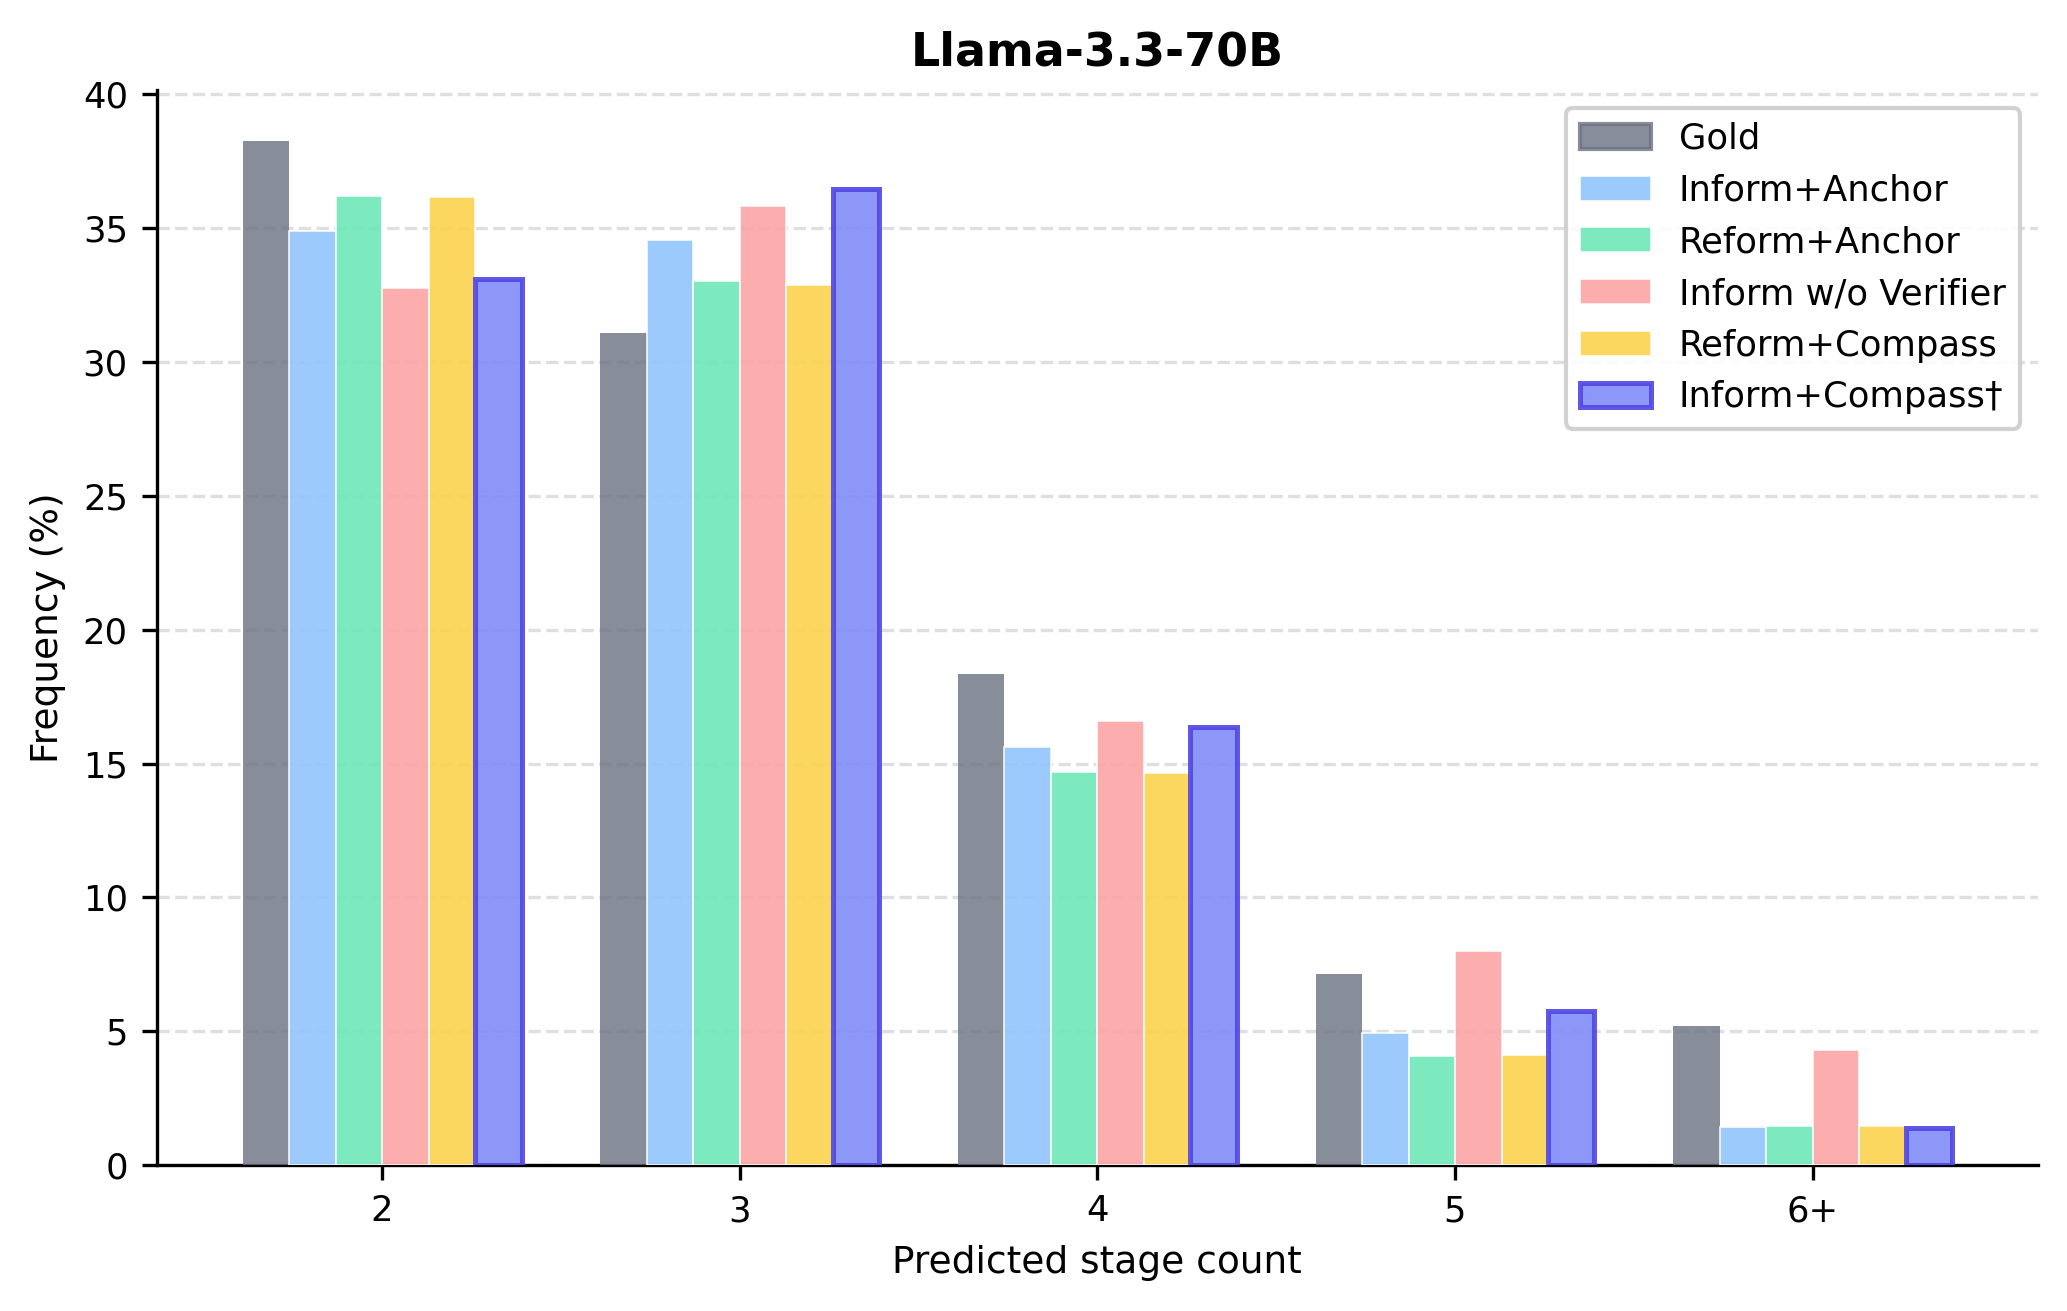 Llama-3.3-70B
40
35
30
25
20
15
10
5
0
Frequency (%)
Gold
Inform+Anchor
Reform+Anchor
Inform w/o Verifier
Reform+Compass
Inform+Compass†
2
3
4
5
6+
Predicted stage count